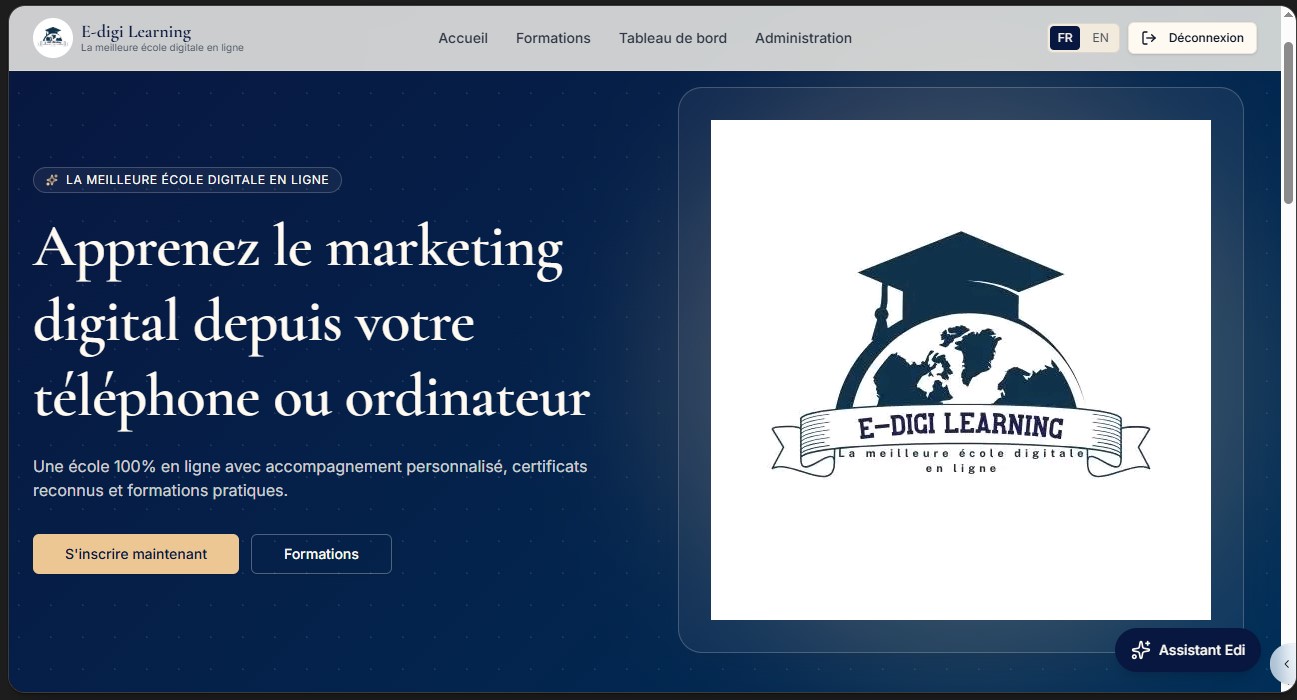 E-digi Learning
La meilleure école digitale en ligne
Accueil
Formations
Tableau de bord
Administration
FR
EN
Déconnexion
LA MEILLEURE ÉCOLE DIGITALE EN LIGNE
Apprenez le marketing
digital depuis votre
téléphone ou ordinateur
Une école 100% en ligne avec accompagnement personnalisé, certificats
reconnus et formations pratiques.
S'inscrire maintenant
Formations
E-DIGI LEARNING
La meilleure école digitale
en ligne
Assistant Edi